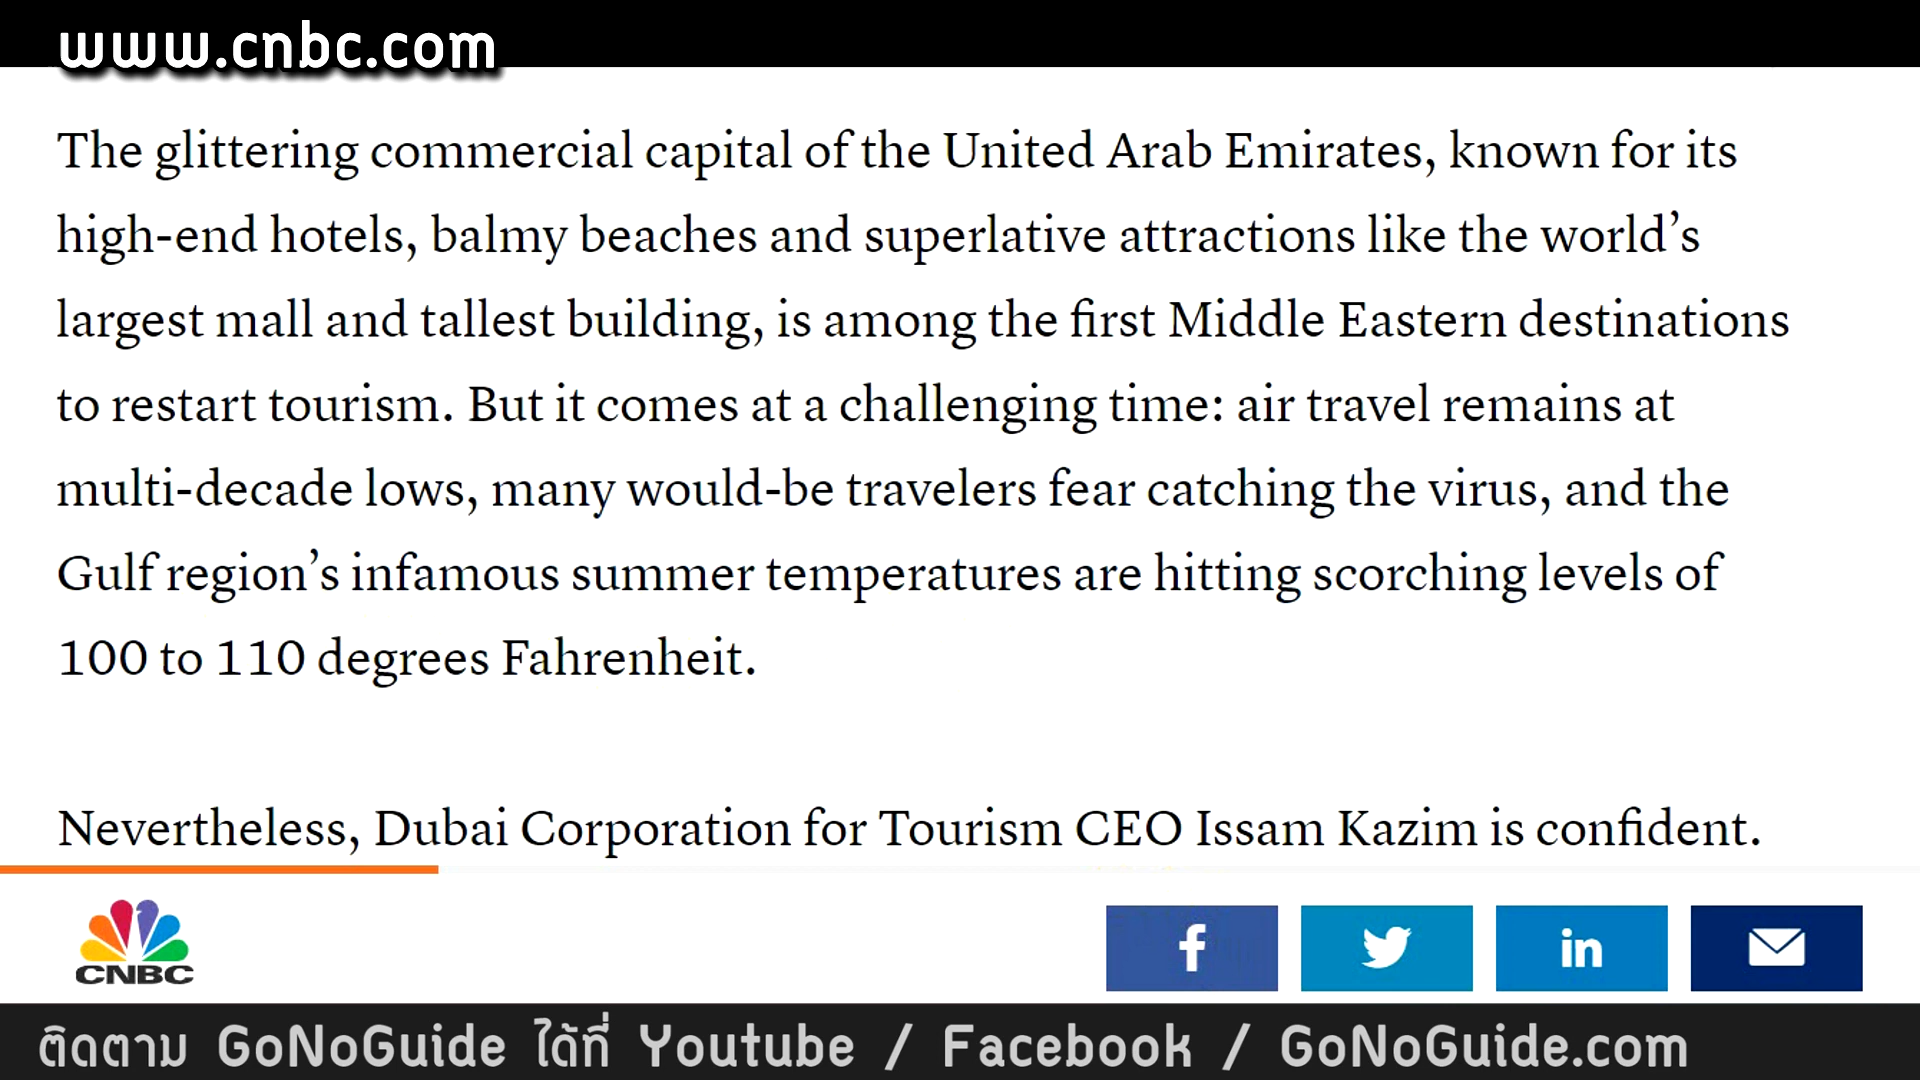 www.cnbc.com
The glittering commercial capital of the United Arab Emirates, known for its
high-end hotels, balmy beaches and superlative attractions like the world’s
largest mall and tallest building, is among the first Middle Eastern destinations
to restart tourism. But it comes at a challenging time: air travel remains at
multi-decade lows, many would-be travelers fear catching the virus, and the
Gulf region’s infamous summer temperatures are hitting scorching levels of
100 to 110 degrees Fahrenheit.
Nevertheless, Dubai Corporation for Tourism CEO Issam Kazim is confident.
CNBC
ติดตาม GoNoGuide ได้ที่ Youtube / Facebook / GoNoGuide.com